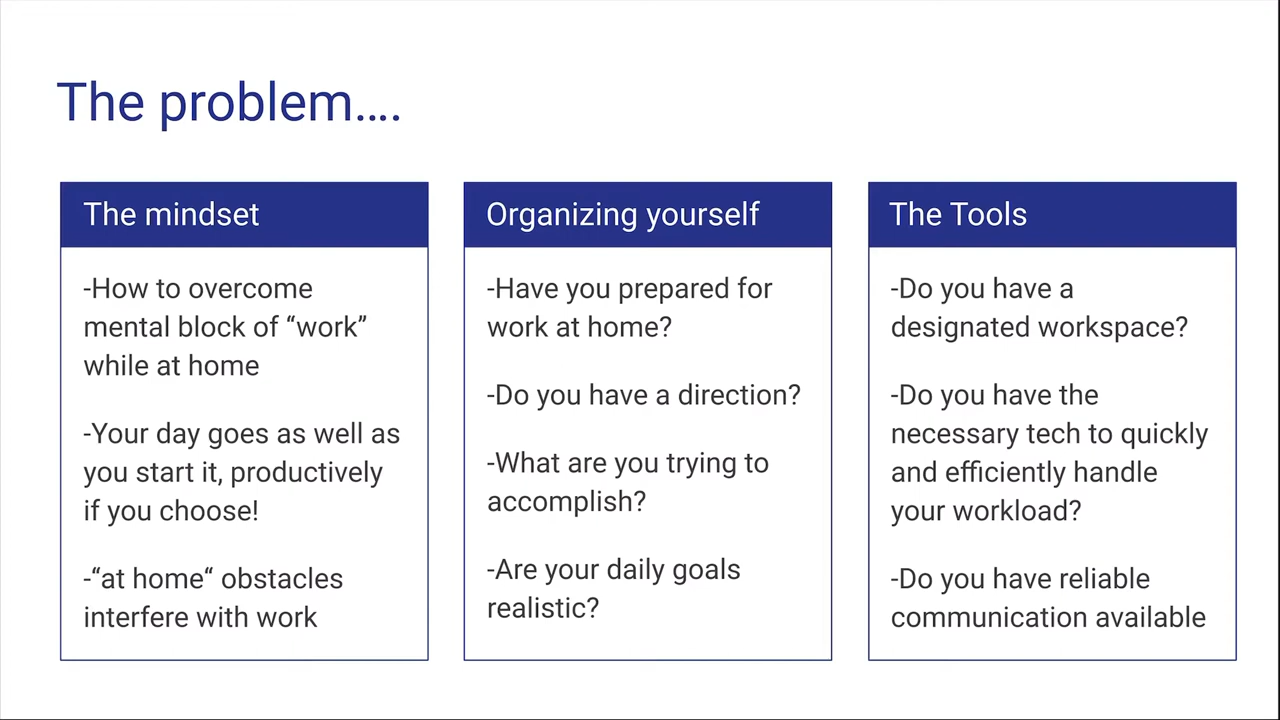 The problem....
The mindset
-How to overcome
mental block of “work”
while at home
-Your day goes as well as
you start it, productively
if you choose!
-“at home“ obstacles
interfere with work
Organizing yourself
-Have you prepared for
work at home?
-Do you have a direction?
-What are you trying to
accomplish?
-Are your daily goals
realistic?
The Tools
-Do you have a
designated workspace?
-Do you have the
necessary tech to quickly
and efficiently handle
your workload?
-Do you have reliable
communication available